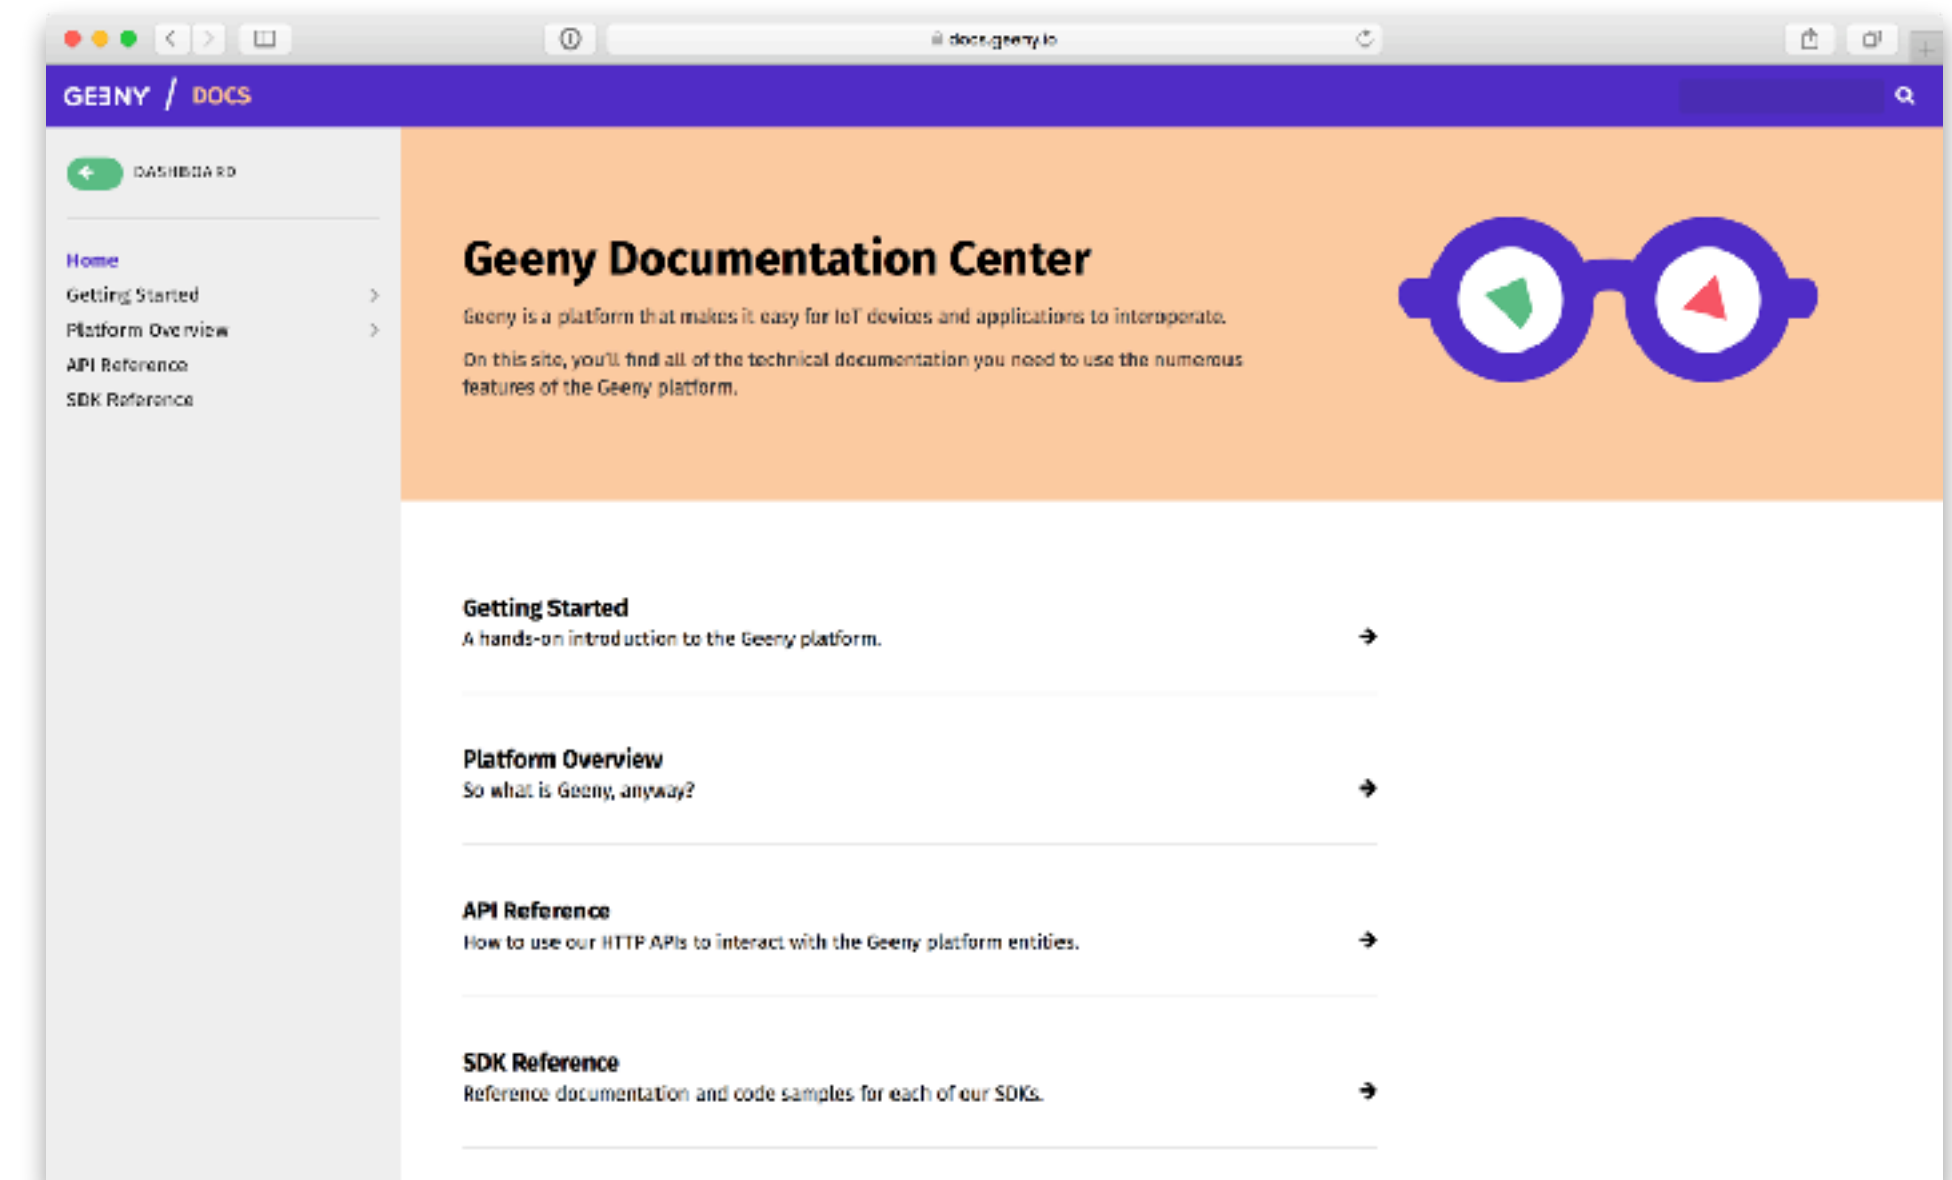 docs.geeny.io
GEENY / DOCS
DASHBOARD
Home
Getting Started
Platform Overview
API Reference
SDK Reference
Geeny Documentation Center
Geeny is a platform that makes it easy for IoT devices and applications to interoperate.
On this site, you'll find all of the technical documentation you need to use the numerous
features of the Geeny platform.
Getting Started
A hands-on introduction to the Geeny platform.
Platform Overview
So what is Geeny, anyway?
API Reference
How to use our HTTP APIs to interact with the Geeny platform entities.
SDK Reference
Reference documentation and code samples for each of our SDKs.